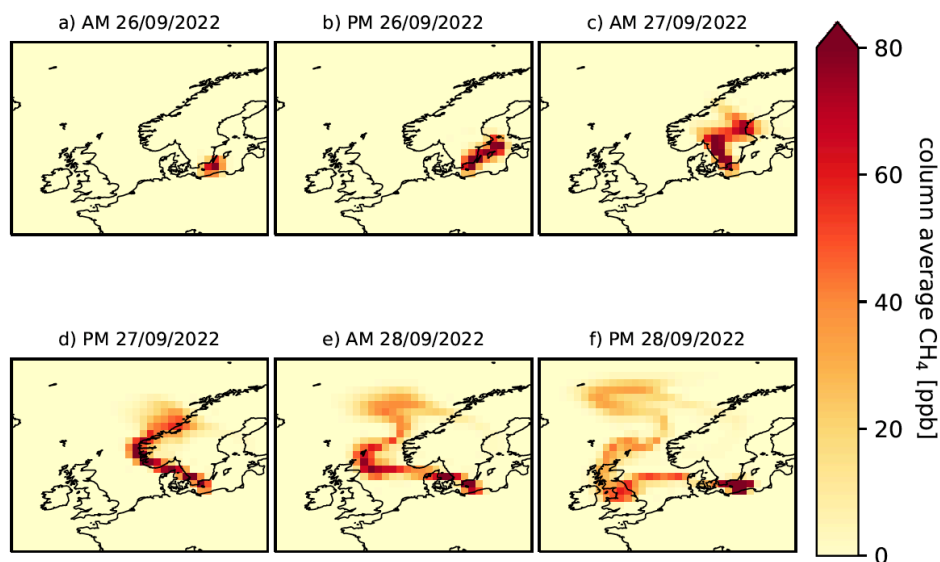 a) AM 26/09/2022
b) PM 26/09/2022
c) AM 27/09/2022
80
60
40
20
0
column average CH₄ [ppb]
d) PM 27/09/2022
e) AM 28/09/2022
f) PM 28/09/2022